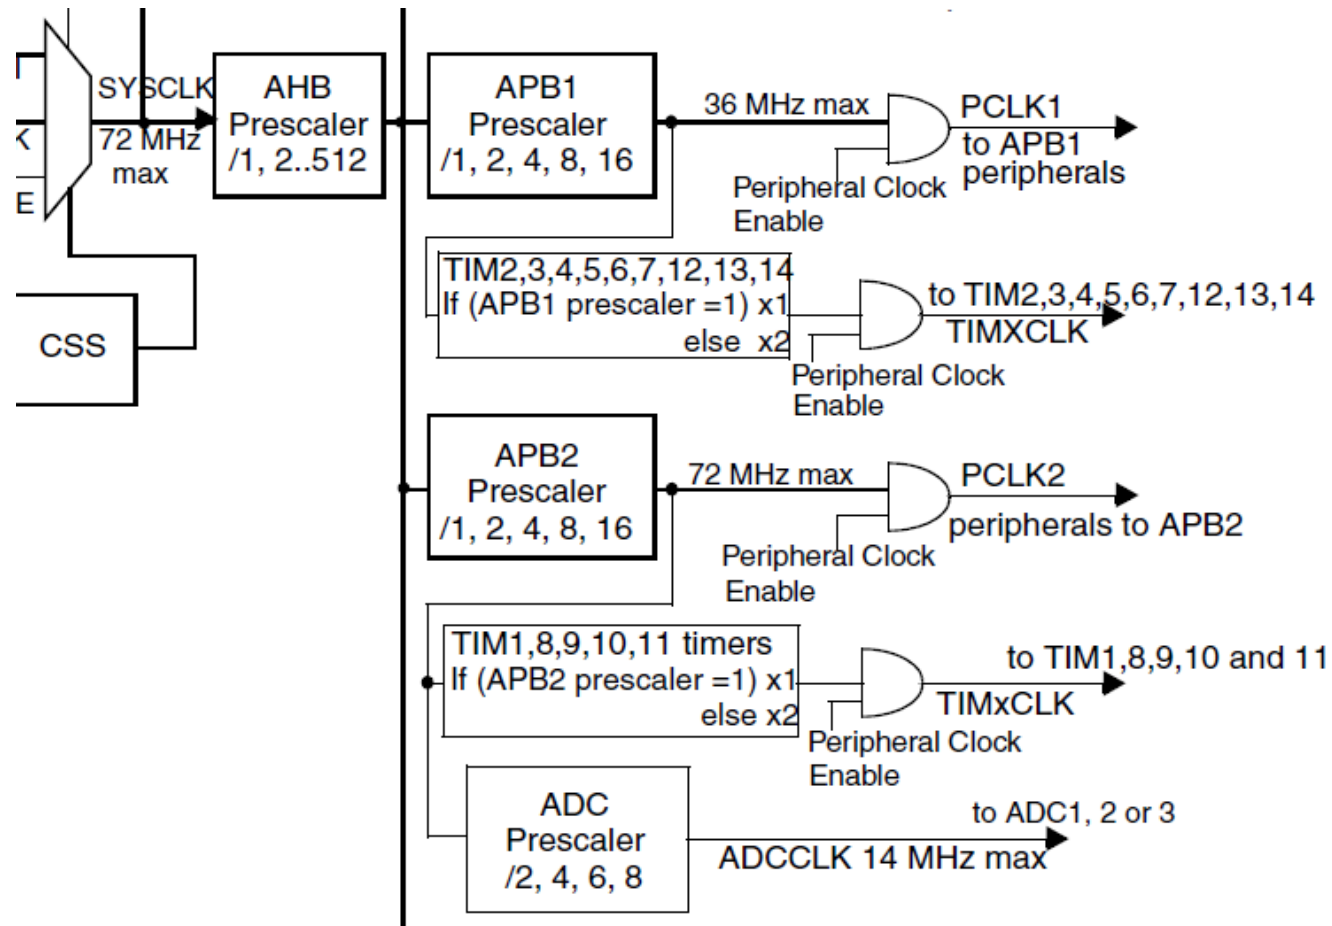 SYSCLK
72 MHz
max
K
E
AHB
Prescaler
/1, 2..512
CSS
APB1
Prescaler
/1, 2, 4, 8, 16
36 MHz max
Peripheral Clock
Enable
PCLK1
to APB1
peripherals
TIM2,3,4,5,6,7,12,13,14
If (APB1 prescaler =1) x1
else x2
Peripheral Clock
Enable
to TIM2,3,4,5,6,7,12,13,14
TIMXCLK
APB2
Prescaler
/1, 2, 4, 8, 16
72 MHz max
Peripheral Clock
Enable
PCLK2
peripherals to APB2
TIM1,8,9,10,11 timers
If (APB2 prescaler =1) x1
else x2
Peripheral Clock
Enable
to TIM1,8,9,10 and 11
TIMxCLK
ADC
Prescaler
/2, 4, 6, 8
to ADC1, 2 or 3
ADCCLK 14 MHz max